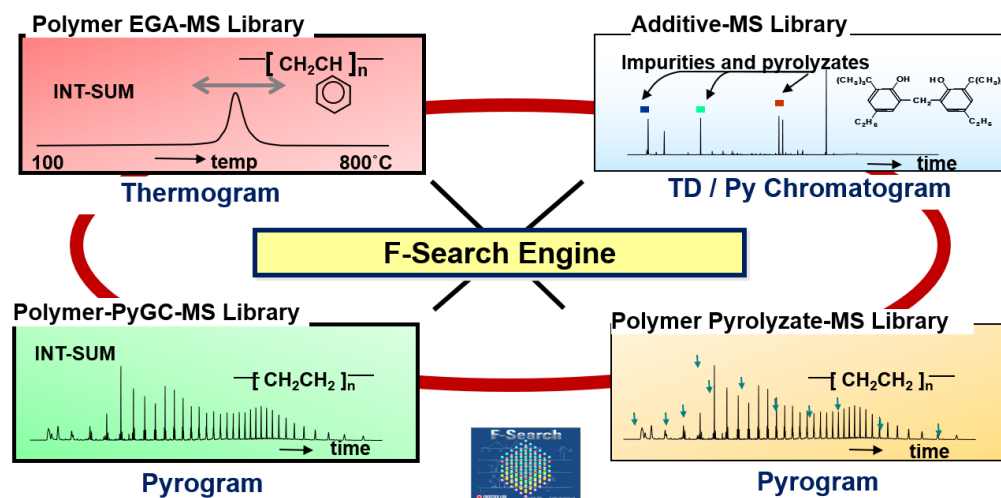 Polymer EGA-MS Library
INT-SUM
[ CH₂CH ]n
100
temp
800˚C
Thermogram
Additive-MS Library
Impurities and pyrolyzates
(CH₃)₃C
OH
HO
C(CH₃)₃
CH₂
C₂H₅
C₂H₅
time
TD / Py Chromatogram
F-Search Engine
Polymer-PyGC-MS Library
INT-SUM
[ CH₂CH₂ ]n
time
Pyrogram
F-Search
Polymer Pyrolyzate-MS Library
[ CH₂CH₂ ]n
time
Pyrogram